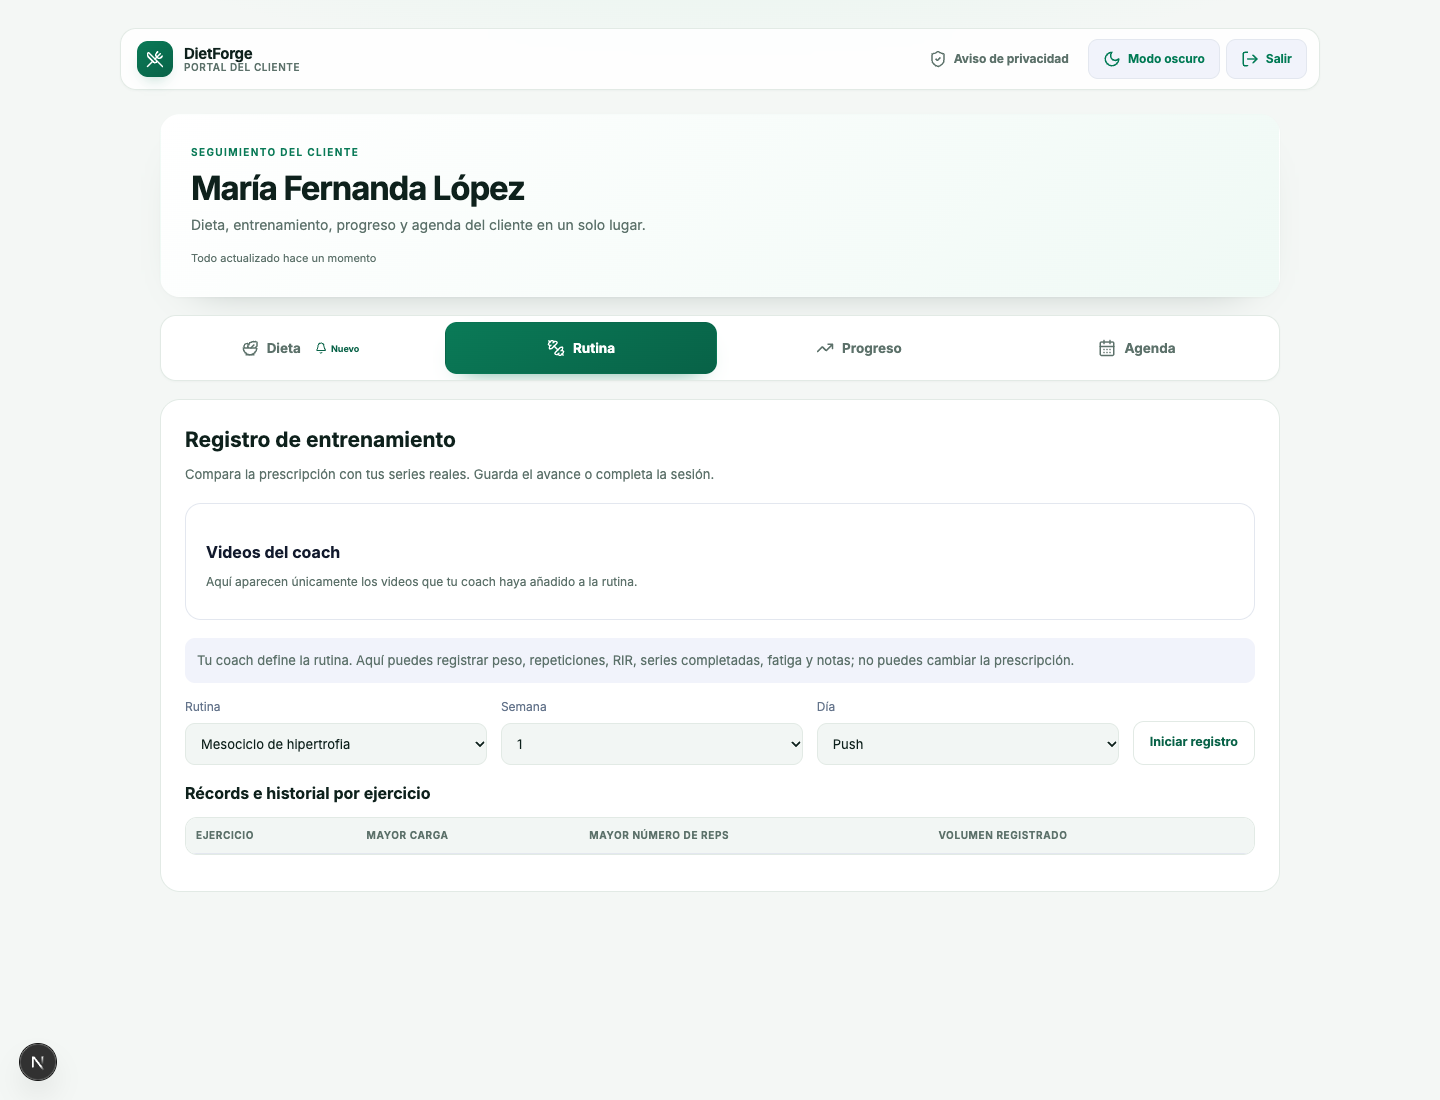 DietForge
PORTAL DEL CLIENTE
Aviso de privacidad
Modo oscuro
Salir
SEGUIMIENTO DEL CLIENTE
María Fernanda López
Dieta, entrenamiento, progreso y agenda del cliente en un solo lugar.
Todo actualizado hace un momento
Dieta
Nuevo
Rutina
Progreso
Agenda
Registro de entrenamiento
Compara la prescripción con tus series reales. Guarda el avance o completa la sesión.
Videos del coach
Aquí aparecen únicamente los videos que tu coach haya añadido a la rutina.
Tu coach define la rutina. Aquí puedes registrar peso, repeticiones, RIR, series completadas, fatiga y notas; no puedes cambiar la prescripción.
Rutina
Semana
Día
Mesociclo de hipertrofia
1
Push
Iniciar registro
Récords e historial por ejercicio
EJERCICIO
MAYOR CARGA
MAYOR NÚMERO DE REPS
VOLUMEN REGISTRADO
N